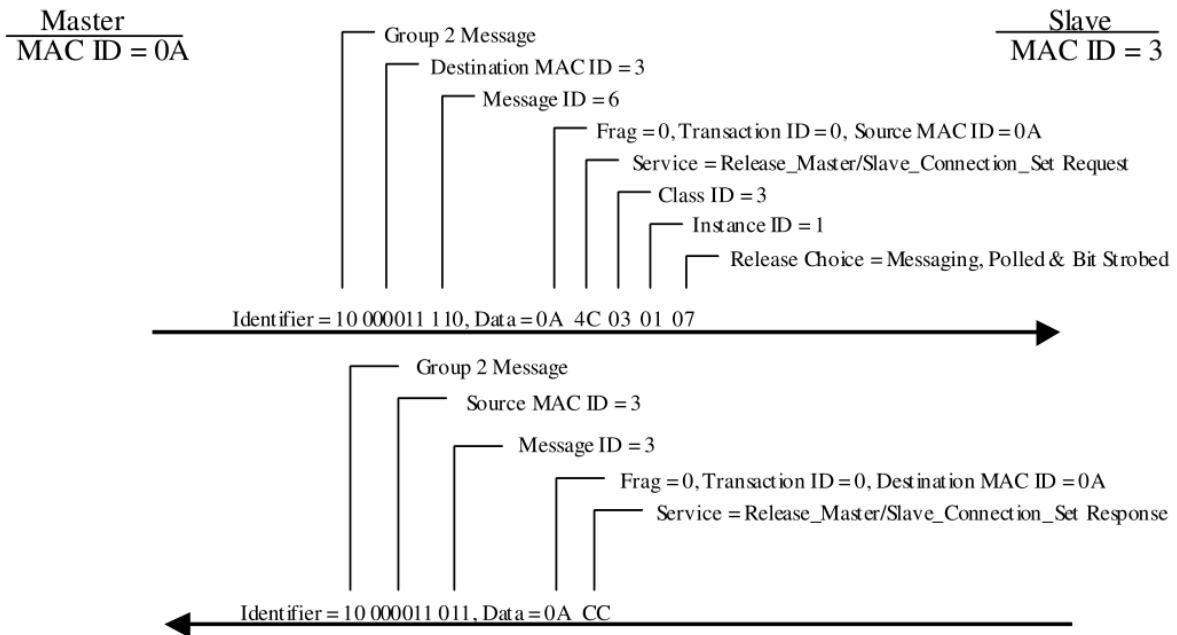 Master
MAC ID = 0A
Slave
MAC ID = 3
Group 2 Message
Destination MAC ID = 3
Message ID = 6
Frag = 0, Transaction ID = 0, Source MAC ID = 0A
Service = Release_Master/Slave_Connection_Set Request
Class ID = 3
Instance ID = 1
Release Choice = Messaging, Polled & Bit Strobed
Identifier = 10 000011 110, Data = 0A 4C 03 01 07
Group 2 Message
Source MAC ID = 3
Message ID = 3
Frag = 0, Transaction ID = 0, Destination MAC ID = 0A
Service = Release_Master/Slave_Connection_Set Response
Identifier = 10 000011 011, Data = 0A CC